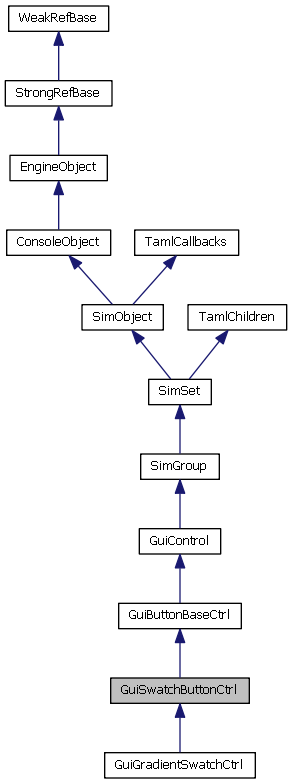 WeakRefBase
StrongRefBase
EngineObject
ConsoleObject
TamlCallbacks
SimObject
TamlChildren
SimSet
SimGroup
GuiControl
GuiButtonBaseCtrl
GuiSwatchButtonCtrl
GuiGradientSwatchCtrl